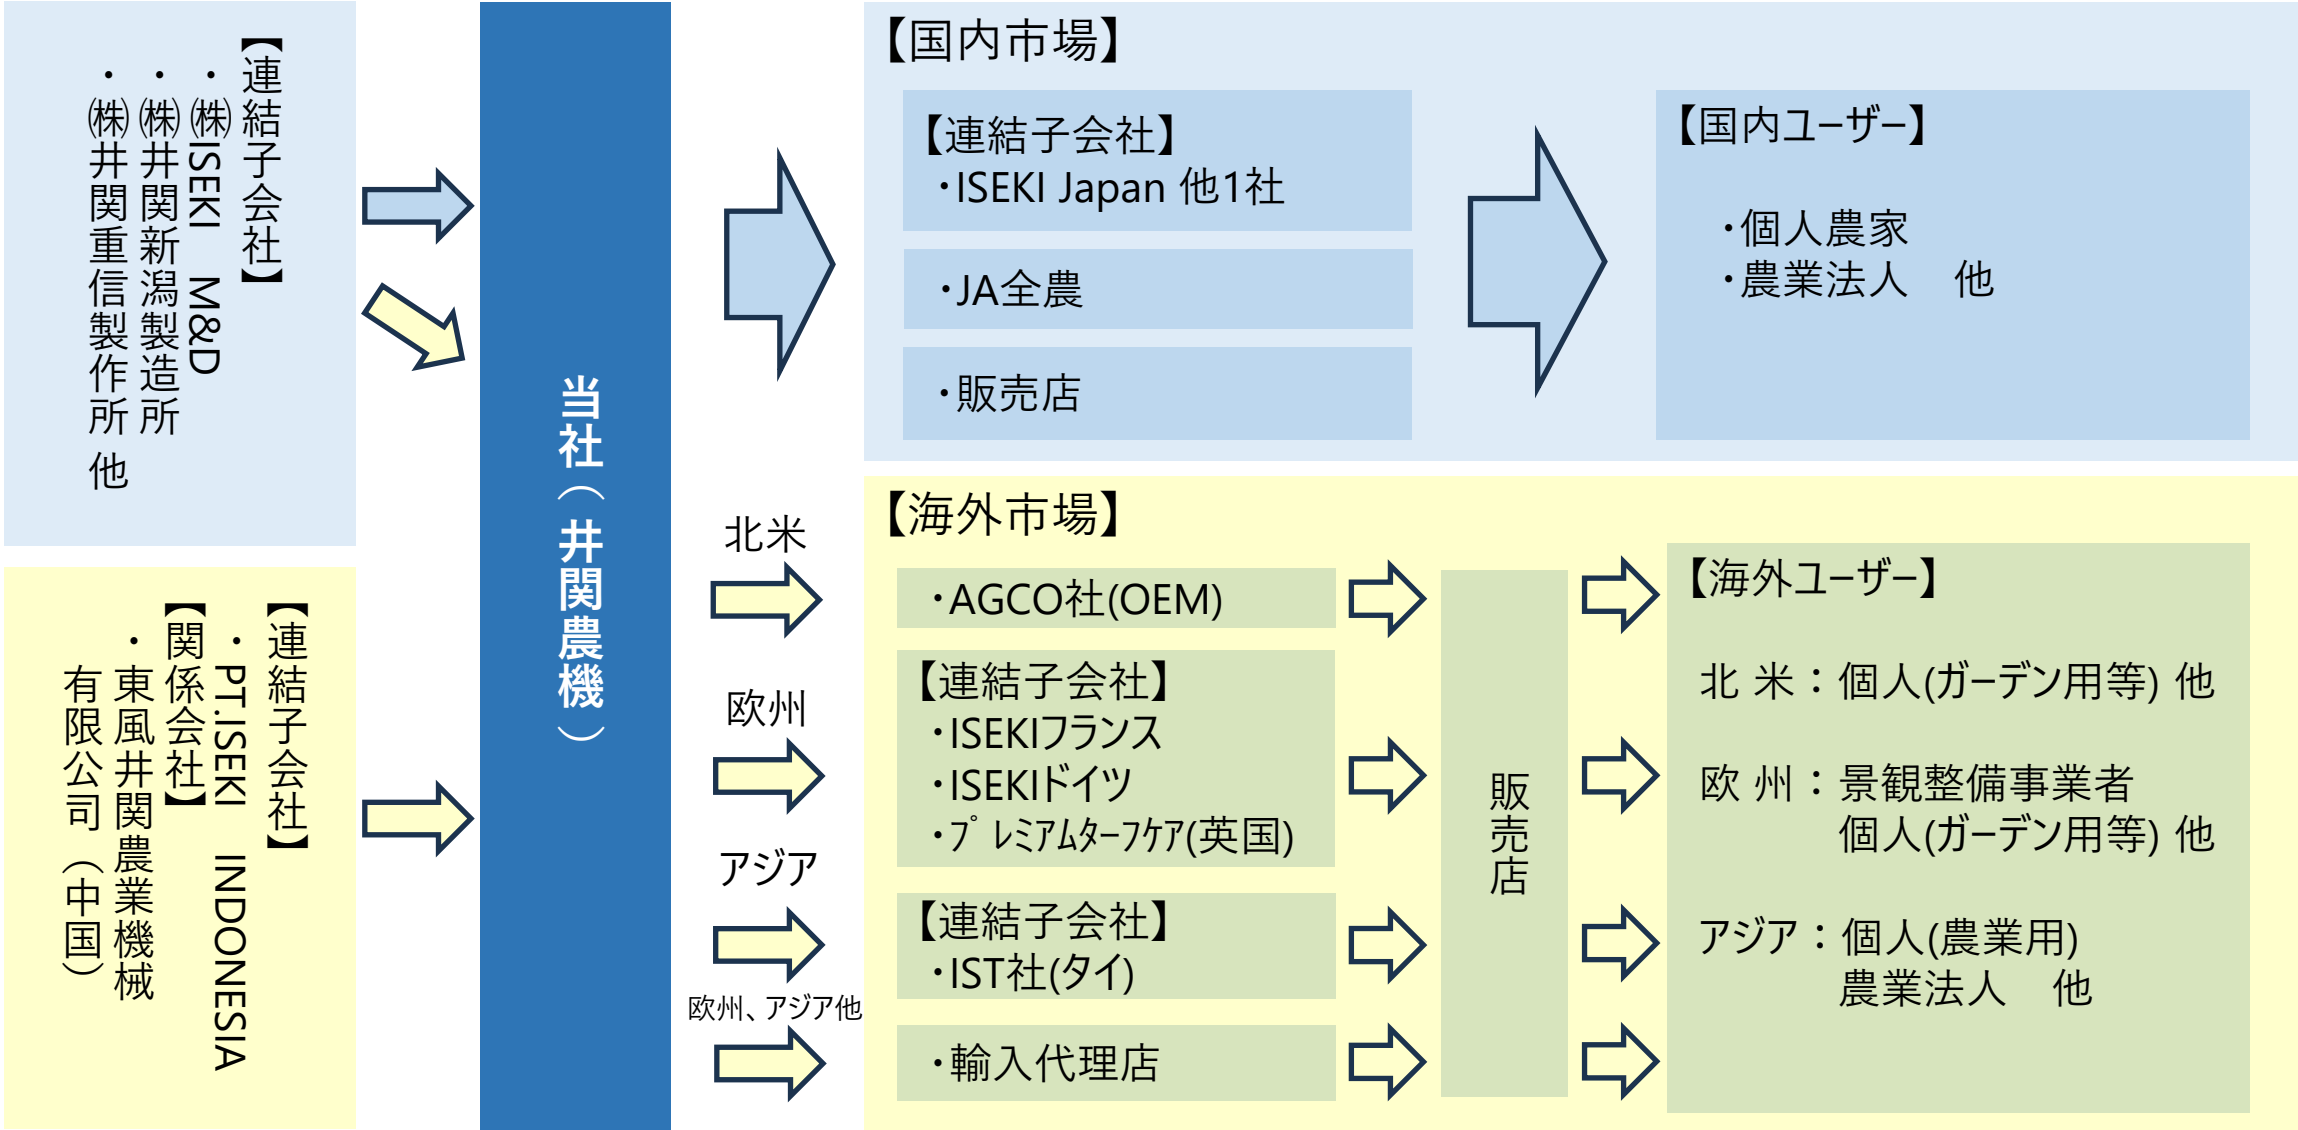 【連結子会社】
・㈱ISEKI M&D
・㈱井関新潟製造所
・㈱井関重信製作所 他
【連結子会社】
・PT.ISEKI INDONESIA
【関係会社】
・東風井関農業機械
有限公司（中国）
当社（井関農機）
【国内市場】
【連結子会社】
・ISEKI Japan 他1社
・JA全農
・販売店
【国内ユーザー】
・個人農家
・農業法人 他
【海外市場】
北米
・AGCO社(OEM)
欧州
【連結子会社】
・ISEKIフランス
・ISEKIドイツ
・プレミアムターフケア(英国)
アジア
【連結子会社】
・IST社(タイ)
欧州、アジア他
・輸入代理店
販売店
【海外ユーザー】
北 米：個人(ガーデン用等) 他
欧 州：景観整備事業者
個人(ガーデン用等) 他
アジア：個人(農業用)
農業法人 他